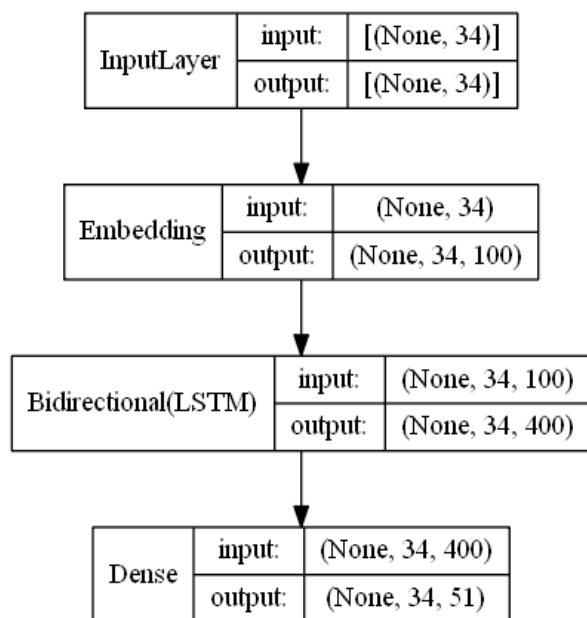 InputLayer
input: [(None, 34)]
output: [(None, 34)]
Embedding
input: (None, 34)
output: (None, 34, 100)
Bidirectional(LSTM)
input: (None, 34, 100)
output: (None, 34, 400)
Dense
input: (None, 34, 400)
output: (None, 34, 51)